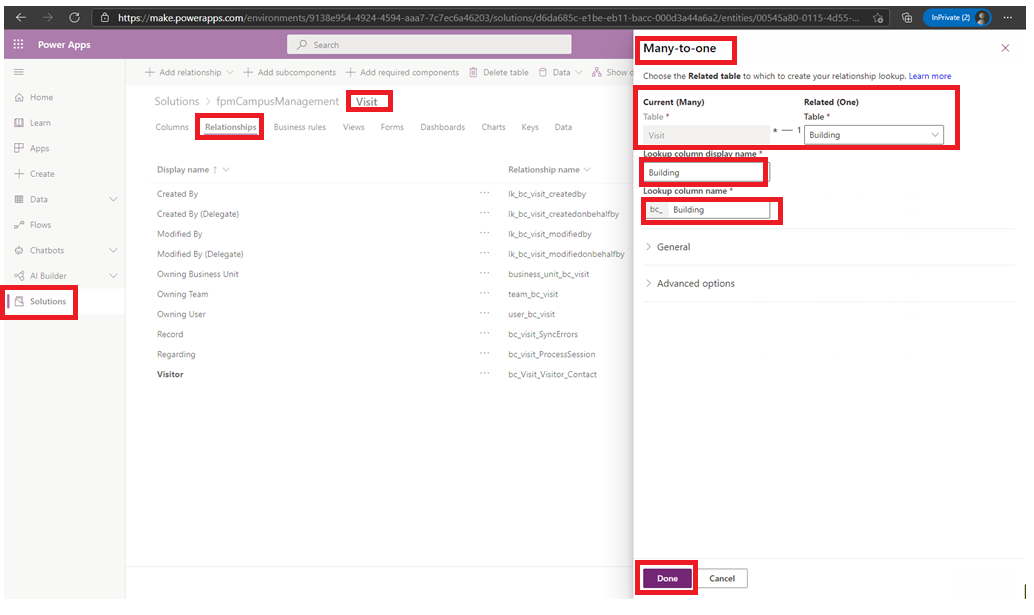 https://make.powerapps.com/environments/9138e954-4924-4594-aaa7-7c7ec6a46203/solutions/d6da685c-e1be-eb11-bacc-000d3a44a6a2/entities/00545a80-0115-4d55-...
InPrivate (2)
Power Apps
Search
Add relationship
Add subcomponents
Add required components
Delete table
Data
Show d
Solutions > fpmCampusManagement
Visit
Columns
Relationships
Business rules
Views
Forms
Dashboards
Charts
Keys
Data
Home
Learn
Apps
Create
Data
Flows
Chatbots
AI Builder
Solutions
Display name ↑
Relationship name
Created By ... lk_bc_visit_createdby
Created By (Delegate) ... lk_bc_visit_createdonbehalfby
Modified By ... lk_bc_visit_modifiedby
Modified By (Delegate) ... lk_bc_visit_modifiedonbehalfby
Owning Business Unit ... business_unit_bc_visit
Owning Team ... team_bc_visit
Owning User ... user_bc_visit
Record ... bc_visit_SyncErrors
Regarding ... bc_visit_ProcessSession
Visitor ... bc_Visit_Visitor_Contact
Many-to-one
Choose the Related table to which to create your relationship lookup. Learn more
Current (Many)
Related (One)
Table *
Table *
Visit
* — 1
Building
Lookup column display name *
Building
Lookup column name *
bc_ Building
General
Advanced options
Done
Cancel